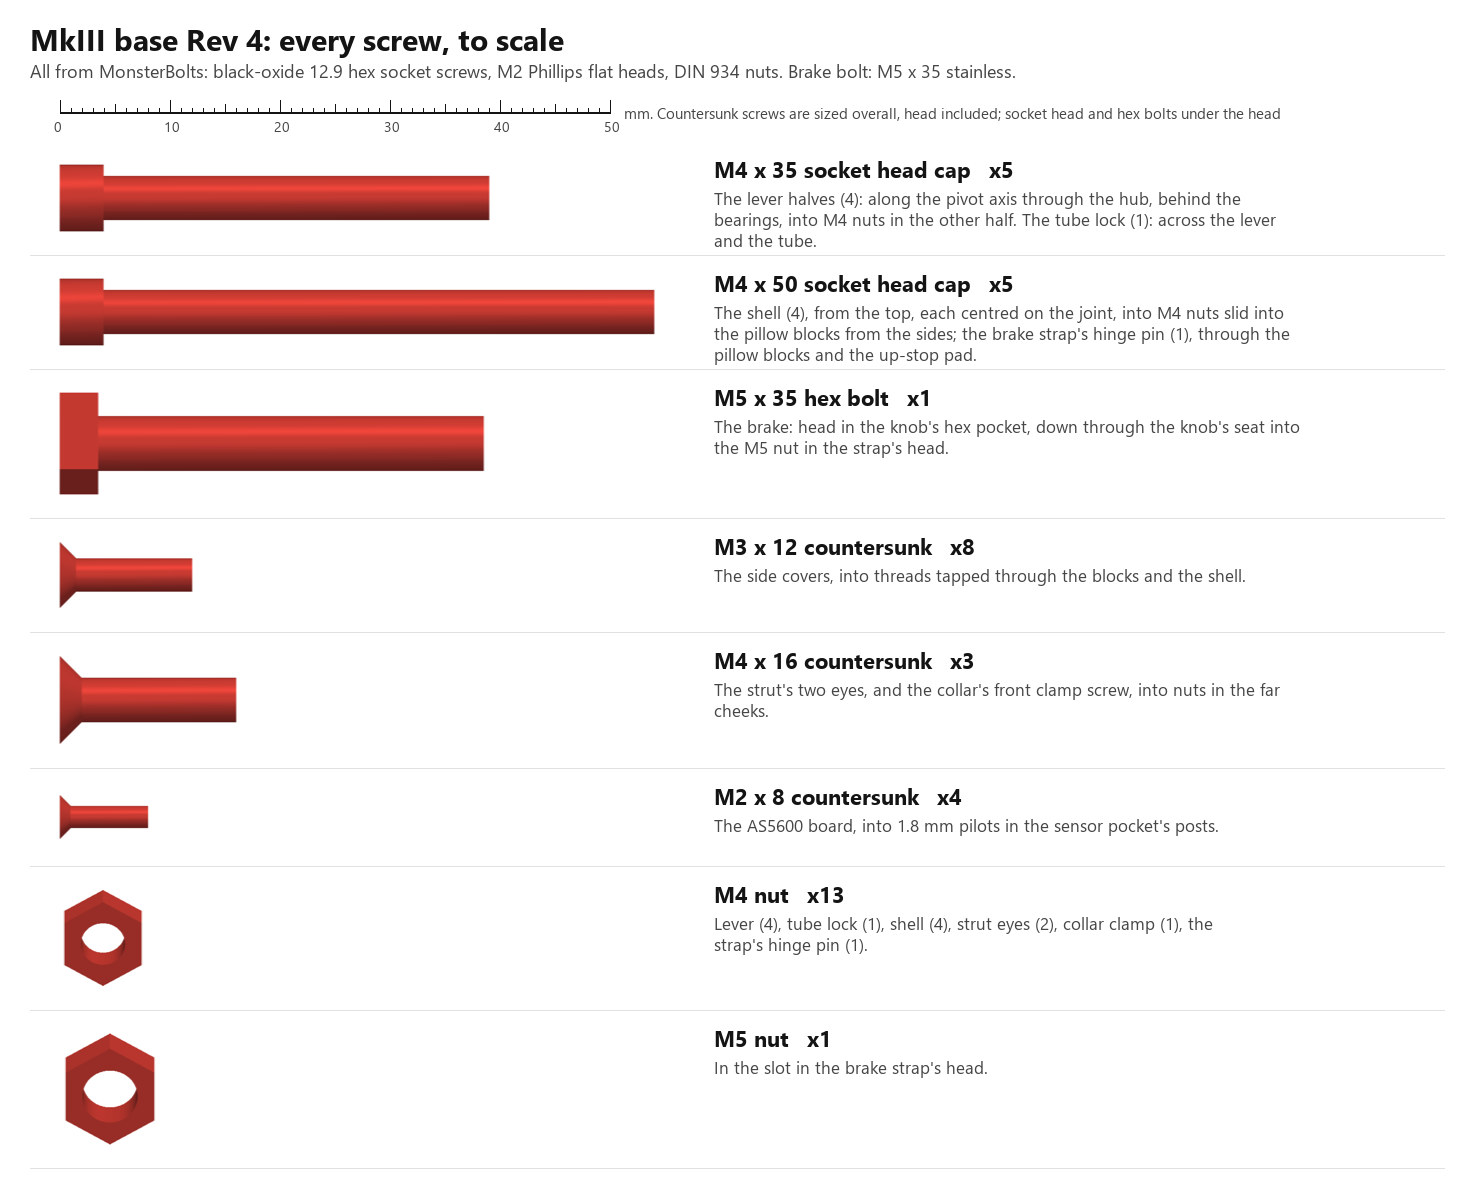 MkIII base Rev 4: every screw, to scale
All from MonsterBolts: black-oxide 12.9 hex socket screws, M2 Phillips flat heads, DIN 934 nuts. Brake bolt: M5 x 35 stainless.
0 10 20 30 40 50 mm. Countersunk screws are sized overall, head included; socket head and hex bolts under the head
M4 x 35 socket head cap x5
The lever halves (4): along the pivot axis through the hub, behind the
bearings, into M4 nuts in the other half. The tube lock (1): across the lever
and the tube.
M4 x 50 socket head cap x5
The shell (4), from the top, each centred on the joint, into M4 nuts slid into
the pillow blocks from the sides; the brake strap's hinge pin (1), through the
pillow blocks and the up-stop pad.
M5 x 35 hex bolt x1
The brake: head in the knob's hex pocket, down through the knob's seat into
the M5 nut in the strap's head.
M3 x 12 countersunk x8
The side covers, into threads tapped through the blocks and the shell.
M4 x 16 countersunk x3
The strut's two eyes, and the collar's front clamp screw, into nuts in the far
cheeks.
M2 x 8 countersunk x4
The AS5600 board, into 1.8 mm pilots in the sensor pocket's posts.
M4 nut x13
Lever (4), tube lock (1), shell (4), strut eyes (2), collar clamp (1), the
strap's hinge pin (1).
M5 nut x1
In the slot in the brake strap's head.